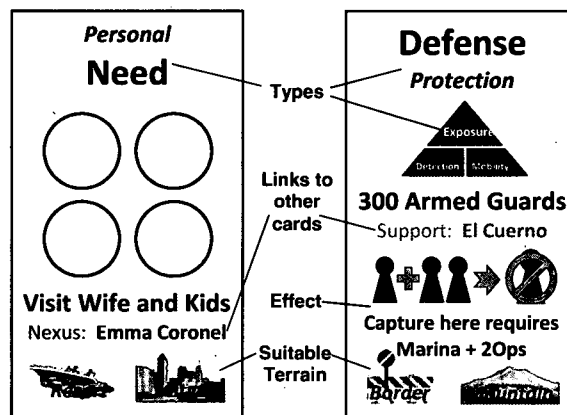 Personal
Need
Visit Wife and Kids
Nexus: Emma Coronel
Types
Links to
other
cards
Effect
Suitable
Terrain
Defense
Protection
Exposure
Detection
Mobility
300 Armed Guards
Support: El Cuerno
Capture here requires
Marina + 2Ops
Border
Mountain